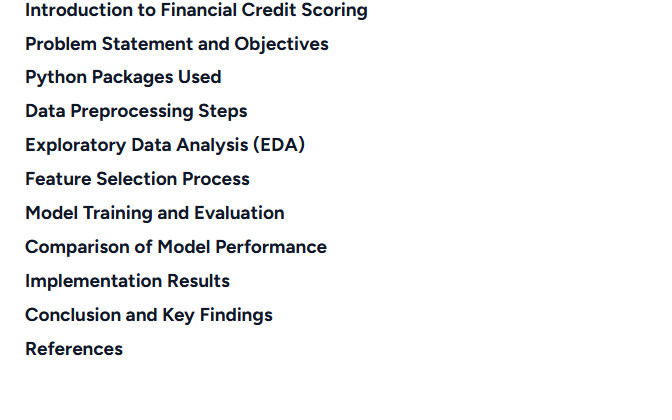 Introduction to Financial Credit Scoring
Problem Statement and Objectives
Python Packages Used
Data Preprocessing Steps
Exploratory Data Analysis (EDA)
Feature Selection Process
Model Training and Evaluation
Comparison of Model Performance
Implementation Results
Conclusion and Key Findings
References